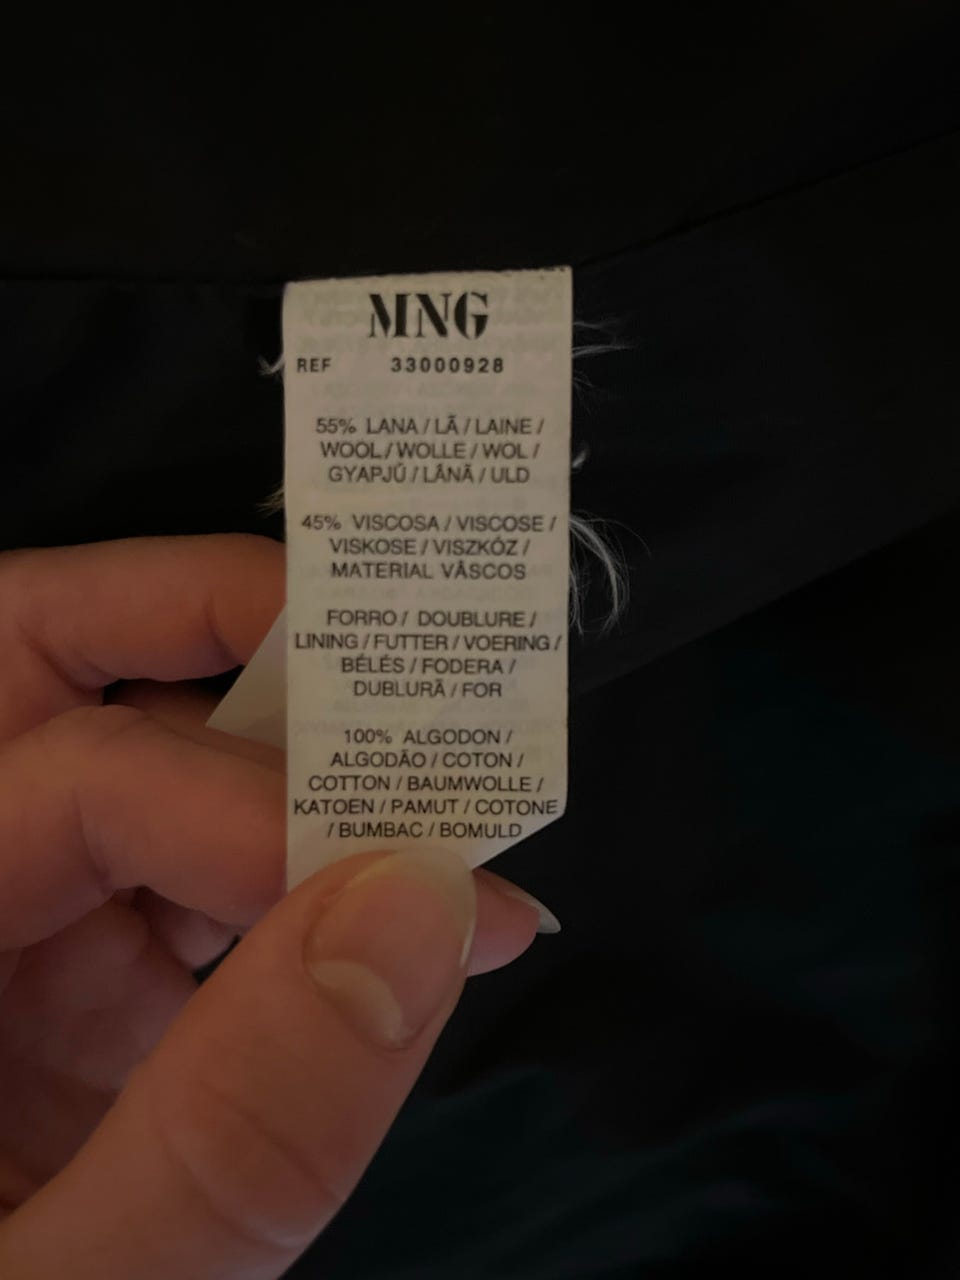 MNG
REF 33000928
55% LANA / LÃ / LAINE /
WOOL / WOLLE / WOL /
GYAPJÚ / LÂNÃ / ULD
45% VISCOSA / VISCOSE /
VISKOSE / VISZKÓZ /
MATERIAL VÂSCOS
FORRO / DOUBLURE /
LINING / FUTTER / VOERING /
BÉLÉS / FODERA /
DUBLURÃ / FOR
100% ALGODON /
ALGODÃO / COTON /
COTTON / BAUMWOLLE /
KATOEN / PAMUT / COTONE
/ BUMBAC / BOMULD